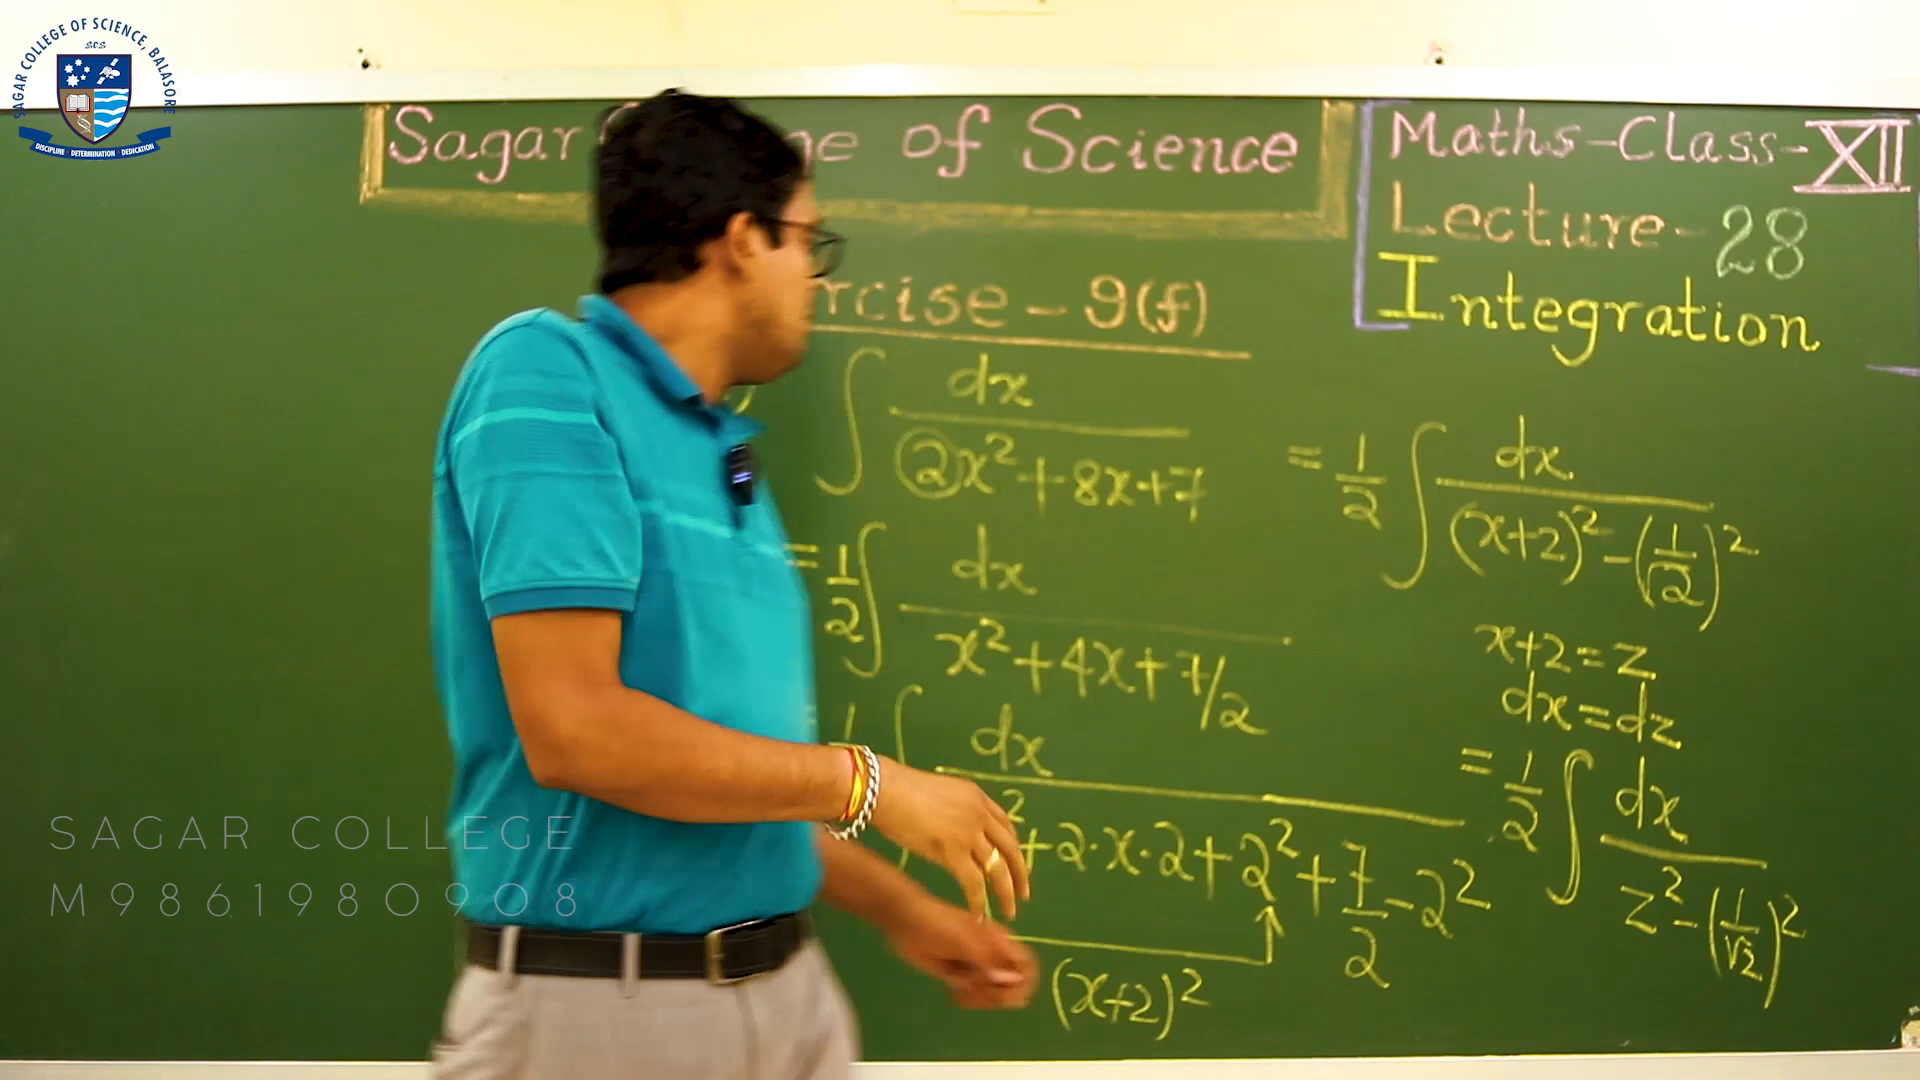 SAGAR COLLEGE OF SCIENCE, BALASORE
SCS
DISCIPLINE DETERMINATION DEDICATION
Sagar of Science
Maths-Class-XII
Lecture-28
Integration
rcise - 9(f)
∫ dx / (2x² + 8x + 7)
= 1/2 ∫ dx / (x² + 4x + 7/2)
∫ dx / (² + 2·x·2 + 2² + 7/2 - 2²)
(x+2)²
= 1/2 ∫ dx / ((x+2)² - (1/√2)²)
x+2 = z
dx = dz
= 1/2 ∫ dx / (z² - (1/√2)²)
SAGAR COLLEGE
M9861980908